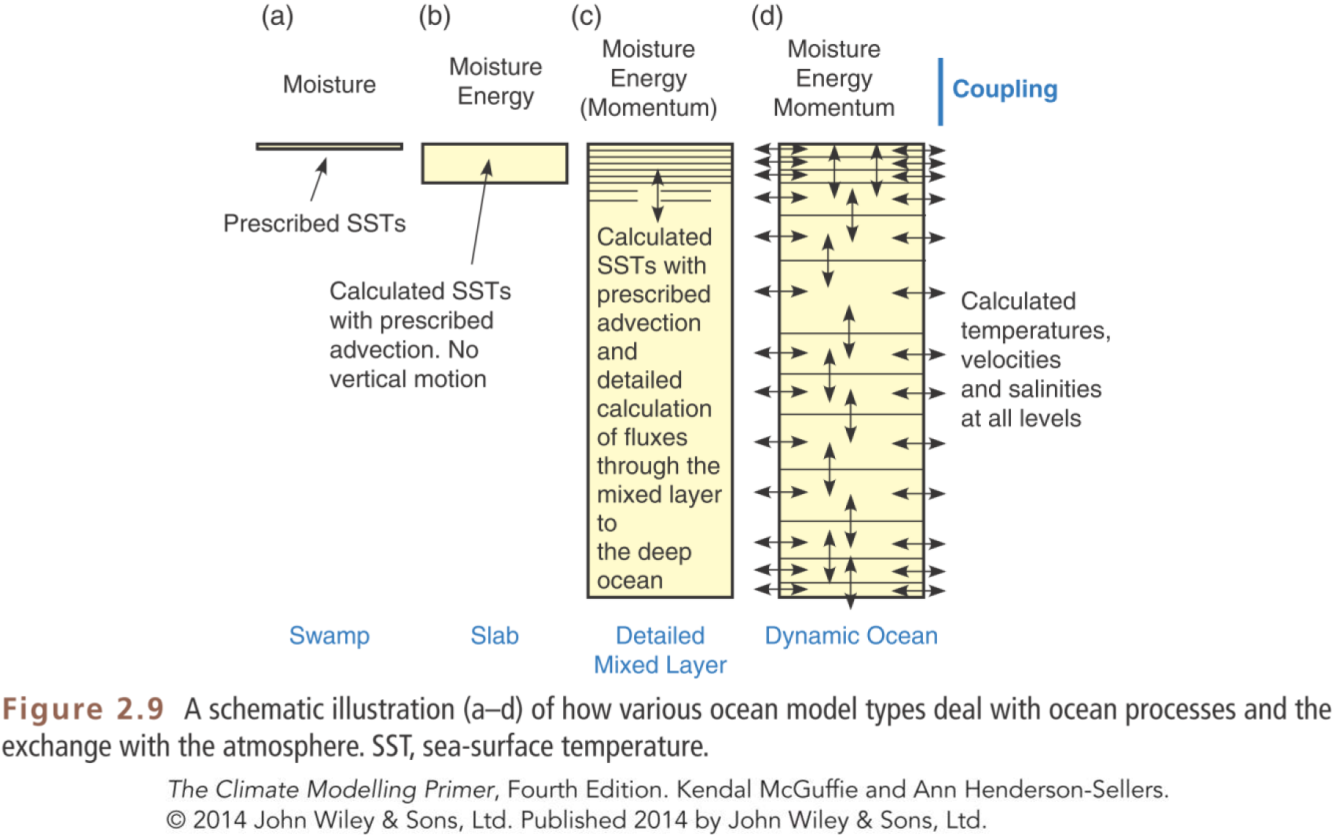 (a)
(b)
(c)
(d)
Moisture
Moisture
Energy
Moisture
Energy
(Momentum)
Moisture
Energy
Momentum
Coupling
Prescribed SSTs
Calculated SSTs
with prescribed
advection. No
vertical motion
Calculated
SSTs with
prescribed
advection
and
detailed
calculation
of fluxes
through the
mixed layer
to
the deep
ocean
Calculated
temperatures,
velocities
and salinities
at all levels
Swamp
Slab
Detailed
Mixed Layer
Dynamic Ocean
Figure 2.9 A schematic illustration (a–d) of how various ocean model types deal with ocean processes and the
exchange with the atmosphere. SST, sea-surface temperature.
The Climate Modelling Primer, Fourth Edition. Kendal McGuffie and Ann Henderson-Sellers.
© 2014 John Wiley & Sons, Ltd. Published 2014 by John Wiley & Sons, Ltd.